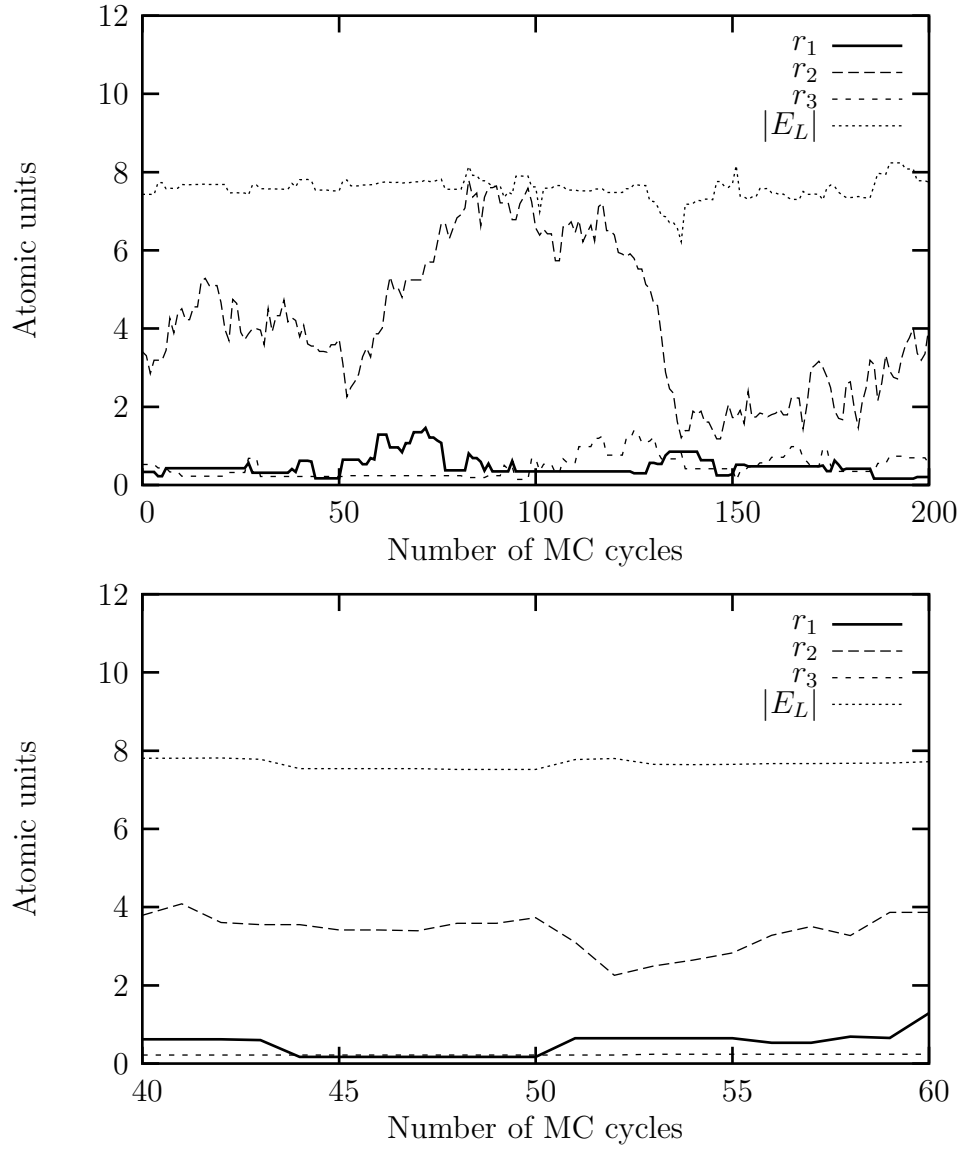 12
10
8
6
4
2
0
Atomic units
r₁
r₂
r₃
|E_L|
0 50 100 150 200
Number of MC cycles
12
10
8
6
4
2
0
Atomic units
r₁
r₂
r₃
|E_L|
40 45 50 55 60
Number of MC cycles